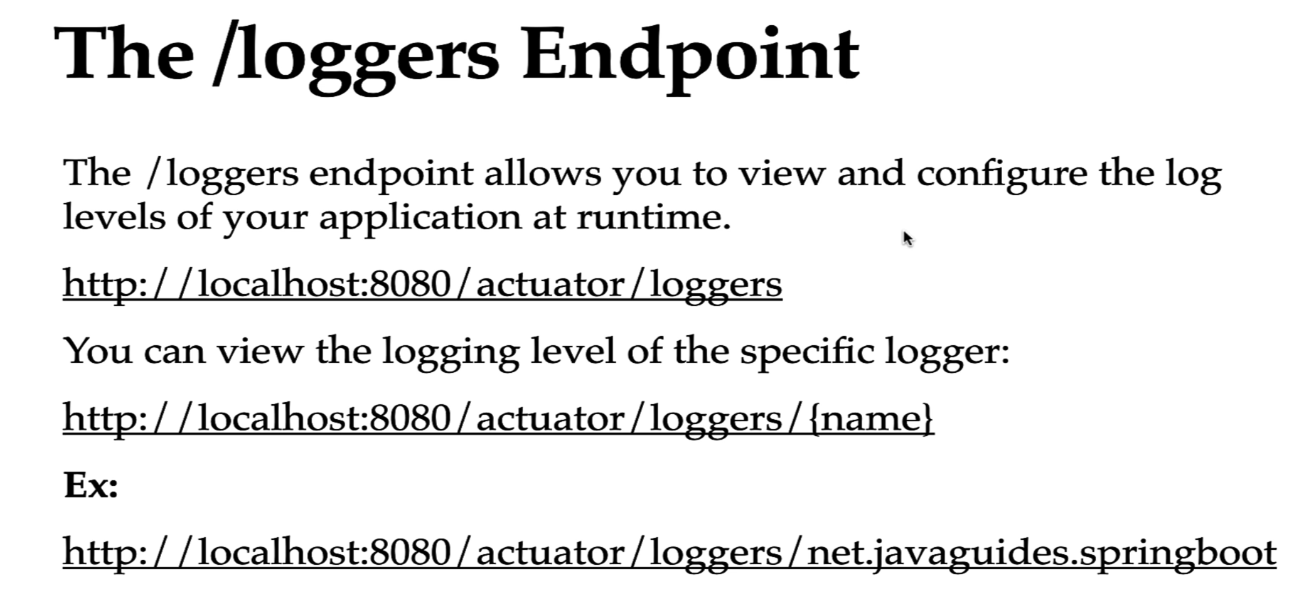 The /loggers Endpoint
The /loggers endpoint allows you to view and configure the log
levels of your application at runtime.
http://localhost:8080/actuator/loggers
You can view the logging level of the specific logger:
http://localhost:8080/actuator/loggers/{name}
Ex:
http://localhost:8080/actuator/loggers/net.javaguides.springboot